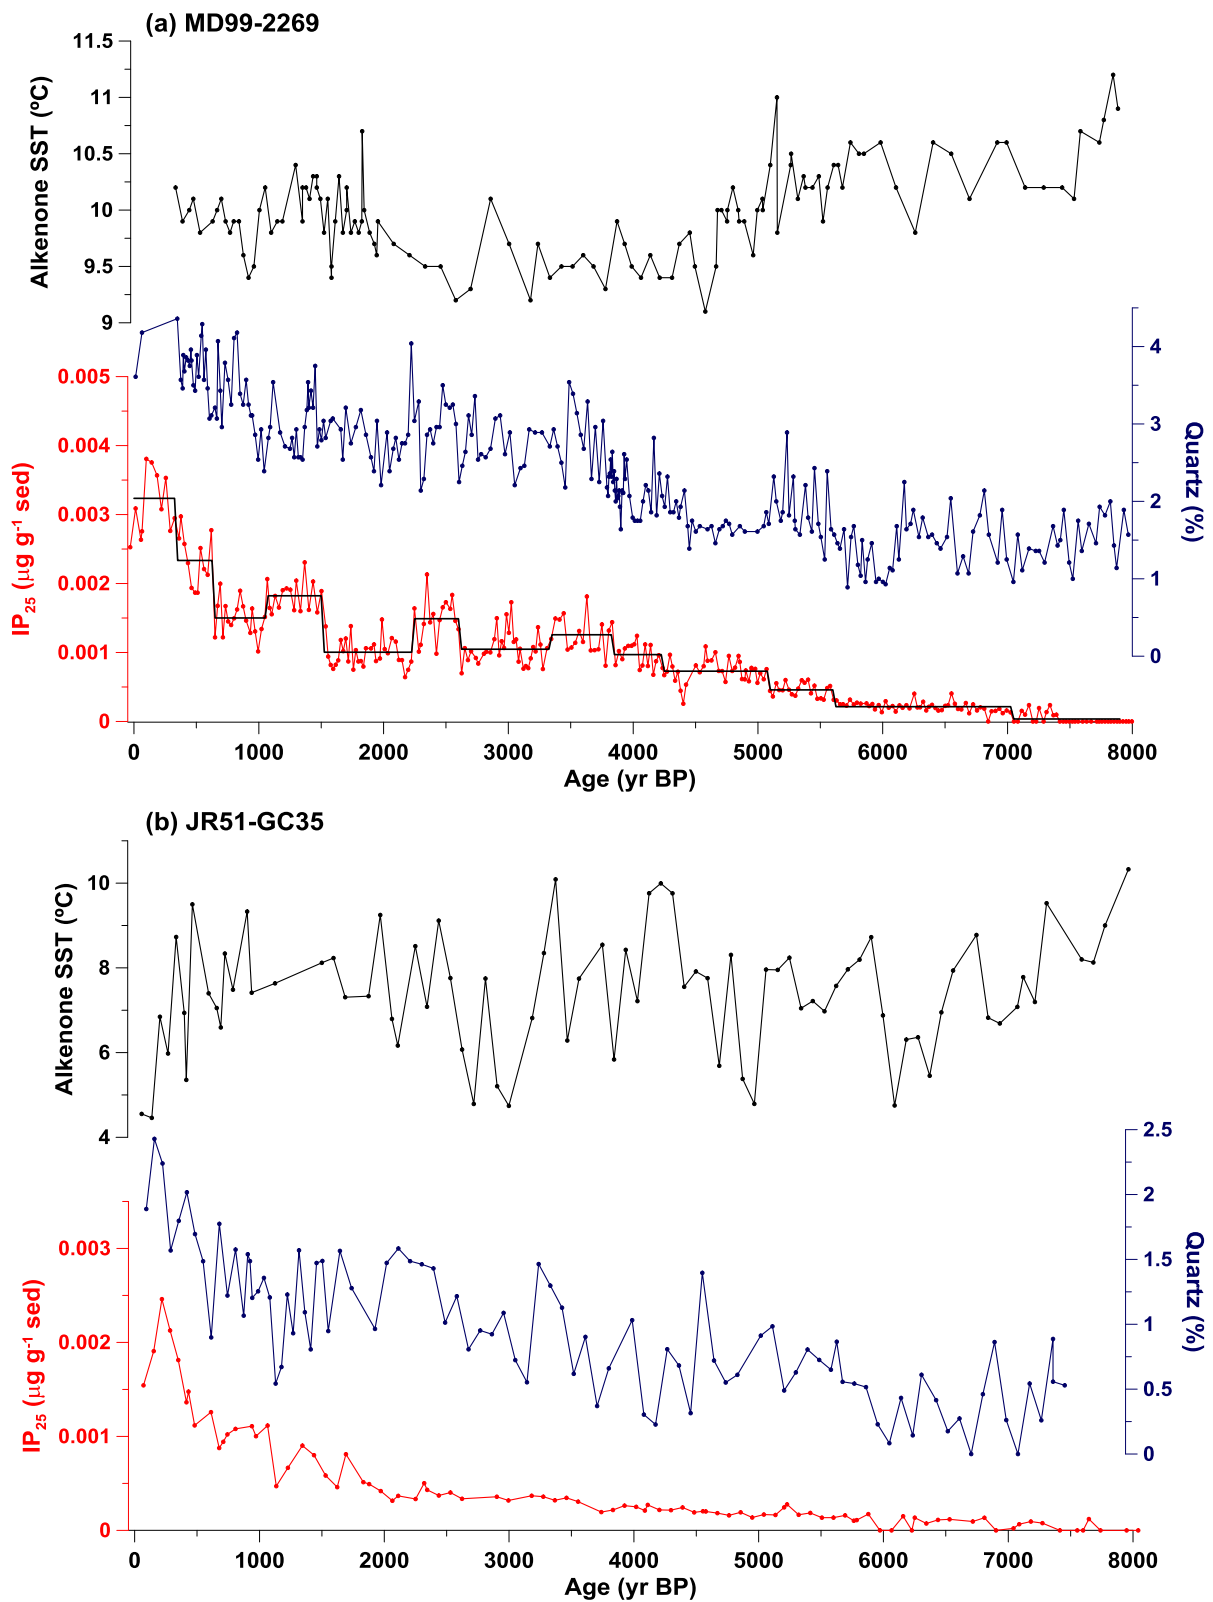 (a) MD99-2269
11.5
11
10.5
10
9.5
9
Alkenone SST (ºC)
4
3
2
1
0
Quartz (%)
0.005
0.004
0.003
0.002
0.001
0
IP25 (µg g-1 sed)
0 1000 2000 3000 4000 5000 6000 7000 8000
Age (yr BP)
(b) JR51-GC35
10
8
6
4
Alkenone SST (ºC)
2.5
2
1.5
1
0.5
0
Quartz (%)
0.003
0.002
0.001
0
IP25 (µg g-1 sed)
0 1000 2000 3000 4000 5000 6000 7000 8000
Age (yr BP)